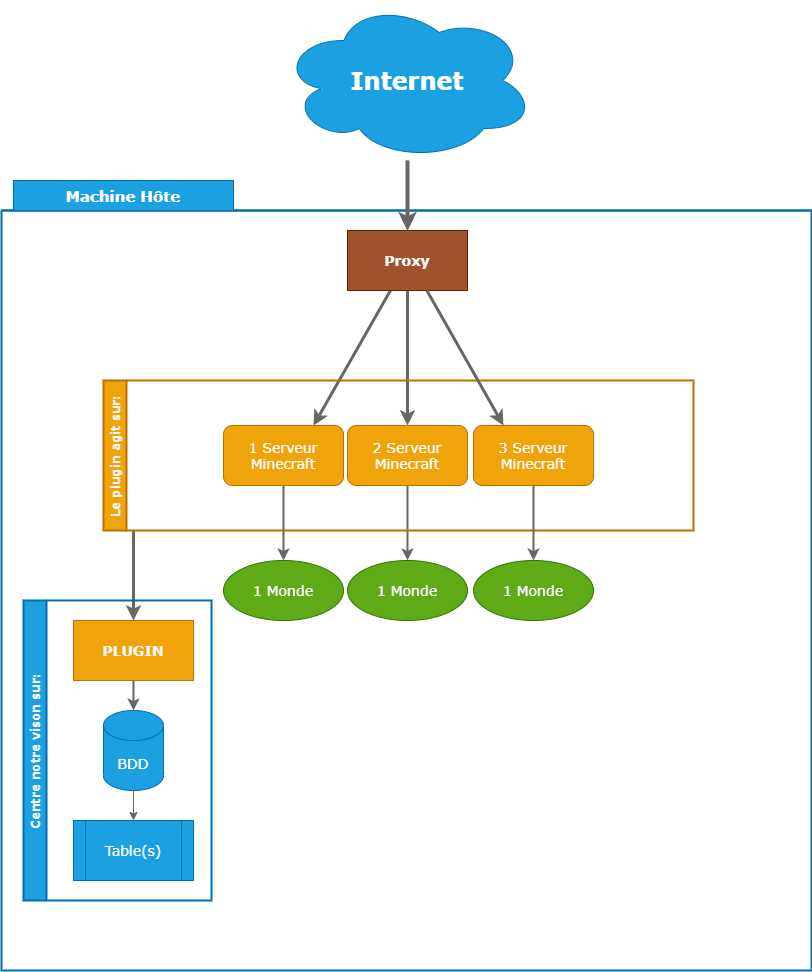 Internet
Machine Hôte
Proxy
Le plugin agit sur:
1 Serveur
Minecraft
2 Serveur
Minecraft
3 Serveur
Minecraft
1 Monde
1 Monde
1 Monde
Centre notre vison sur:
PLUGIN
BDD
Table(s)